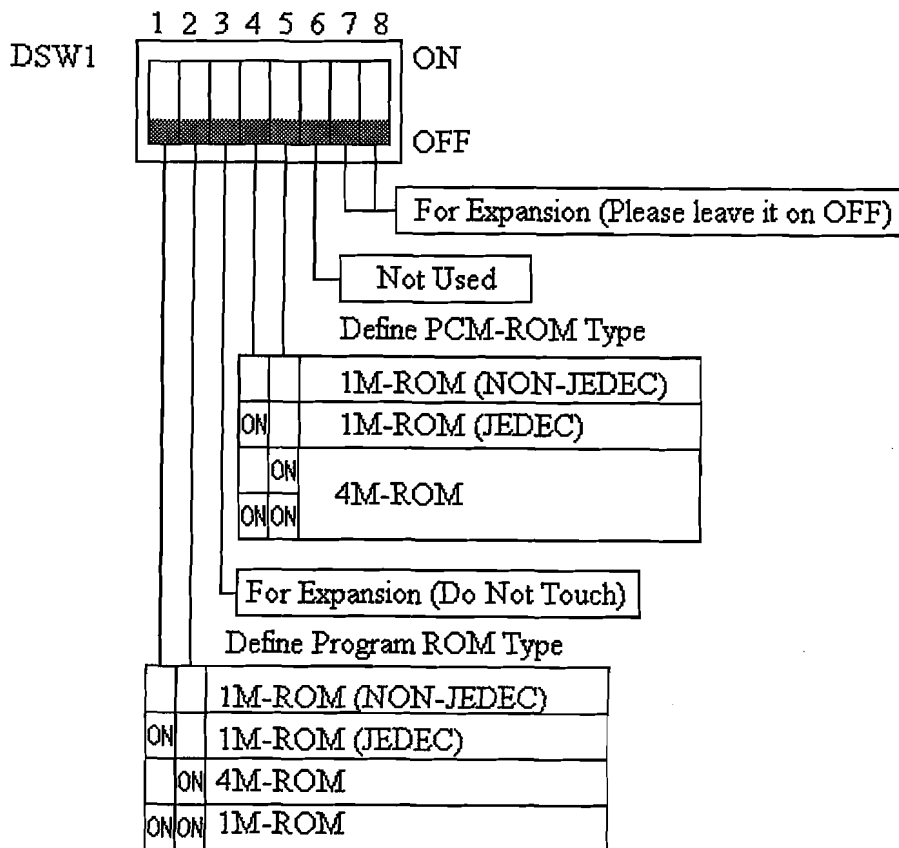 1 2 3 4 5 6 7 8
DSW1
ON
OFF
For Expansion (Please leave it on OFF)
Not Used
Define PCM-ROM Type
1M-ROM (NON-JEDEC)
ON 1M-ROM (JEDEC)
ON
4M-ROM
ON ON
For Expansion (Do Not Touch)
Define Program ROM Type
1M-ROM (NON-JEDEC)
ON 1M-ROM (JEDEC)
ON 4M-ROM
ON ON 1M-ROM